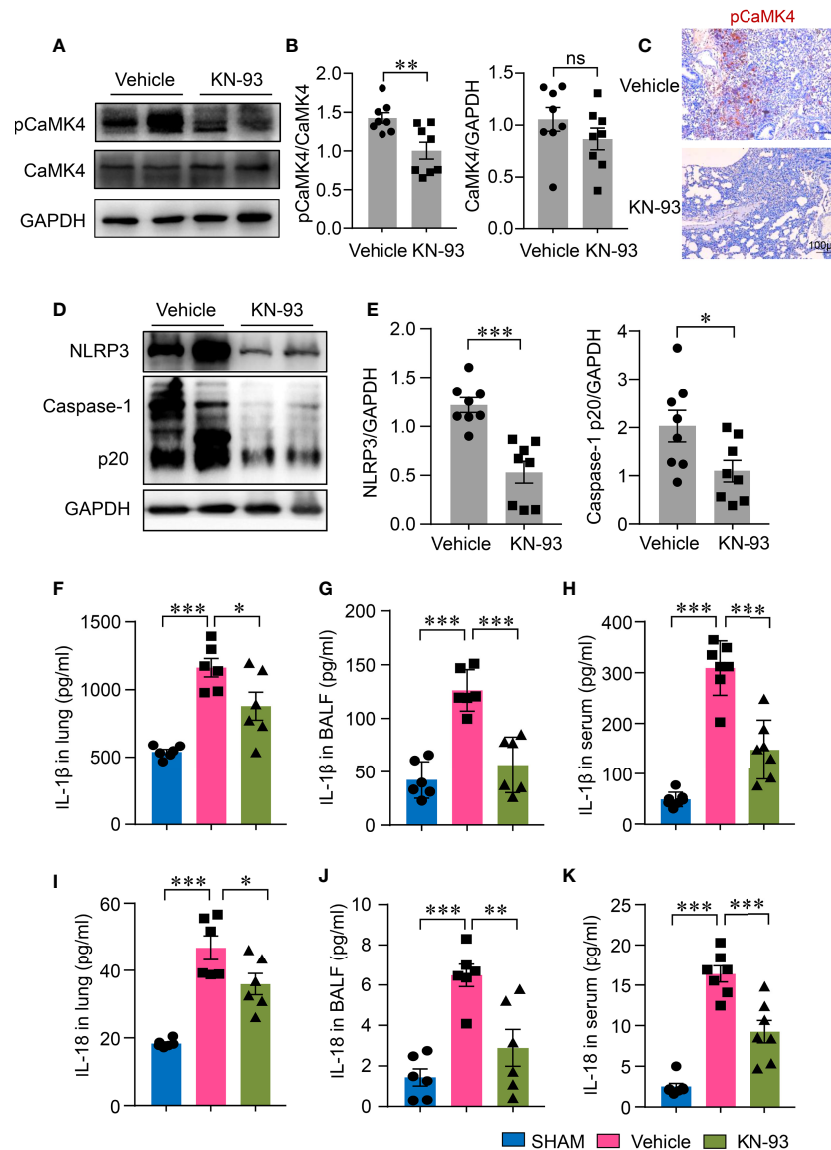 A
Vehicle KN-93
pCaMK4
CaMK4
GAPDH
B
**
pCaMK4/CaMK4
2.0
1.5
1.0
0.5
0.0
Vehicle KN-93
ns
CaMK4/GAPDH
1.5
1.0
0.5
0.0
Vehicle KN-93
C
pCaMK4
Vehicle
KN-93
100μ
D
Vehicle KN-93
NLRP3
Caspase-1
p20
GAPDH
E
***
NLRP3/GAPDH
2.0
1.5
1.0
0.5
0.0
Vehicle KN-93
*
Caspase-1 p20/GAPDH
4
3
2
1
0
Vehicle KN-93
F
*** *
IL-1β in lung (pg/ml)
1500
1000
500
0
G
*** ***
IL-1β in BALF (pg/ml)
150
100
50
0
H
*** ***
IL-1β in serum (pg/ml)
400
300
200
100
0
I
*** *
IL-18 in lung (pg/ml)
60
40
20
0
J
*** **
IL-18 in BALF (pg/ml)
10
8
6
4
2
0
K
*** ***
IL-18 in serum (pg/ml)
25
20
15
10
5
0
SHAM Vehicle KN-93